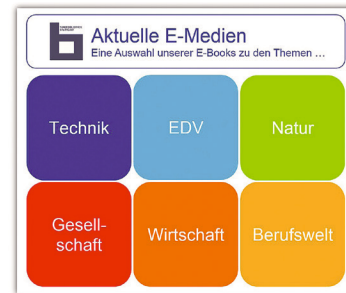 Aktuelle E-Medien
Eine Auswahl unserer E-Books zu den Themen ...
Technik
EDV
Natur
Gesell-
schaft
Wirtschaft
Berufswelt